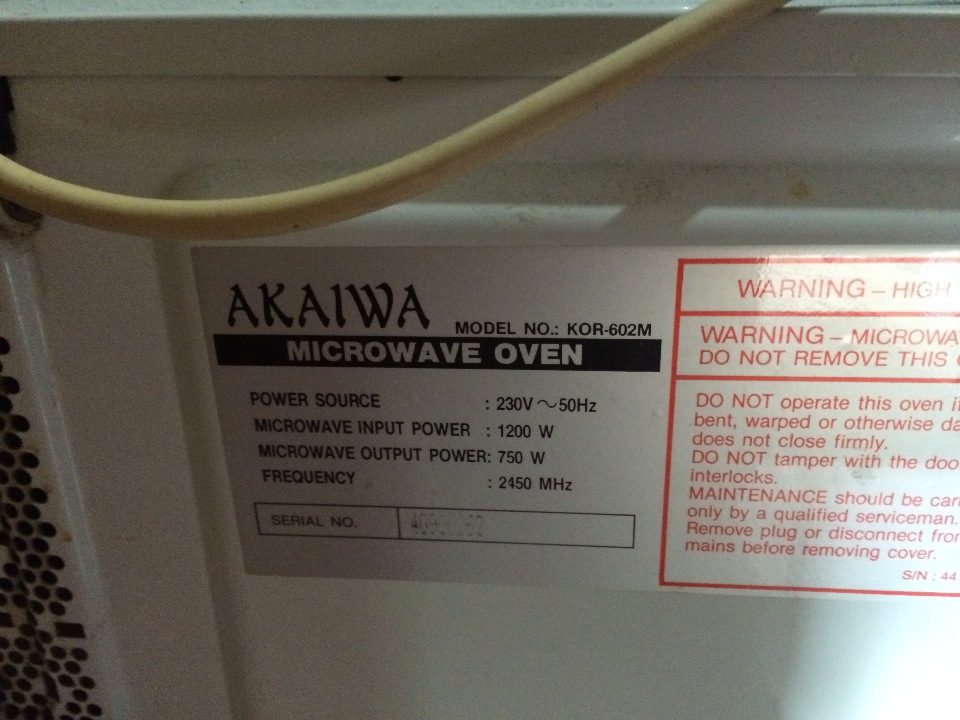 AKAIWA
MODEL NO.: KOR-602M
MICROWAVE OVEN
POWER SOURCE : 230V～50Hz
MICROWAVE INPUT POWER : 1200 W
MICROWAVE OUTPUT POWER: 750 W
FREQUENCY : 2450 MHz
SERIAL NO.
WARNING – HIGH
WARNING – MICROWA
DO NOT REMOVE THIS
DO NOT operate this oven i
bent, warped or otherwise da
does not close firmly.
DO NOT tamper with the doo
interlocks.
MAINTENANCE should be car
only by a qualified serviceman.
Remove plug or disconnect from
mains before removing cover.
S/N : 44